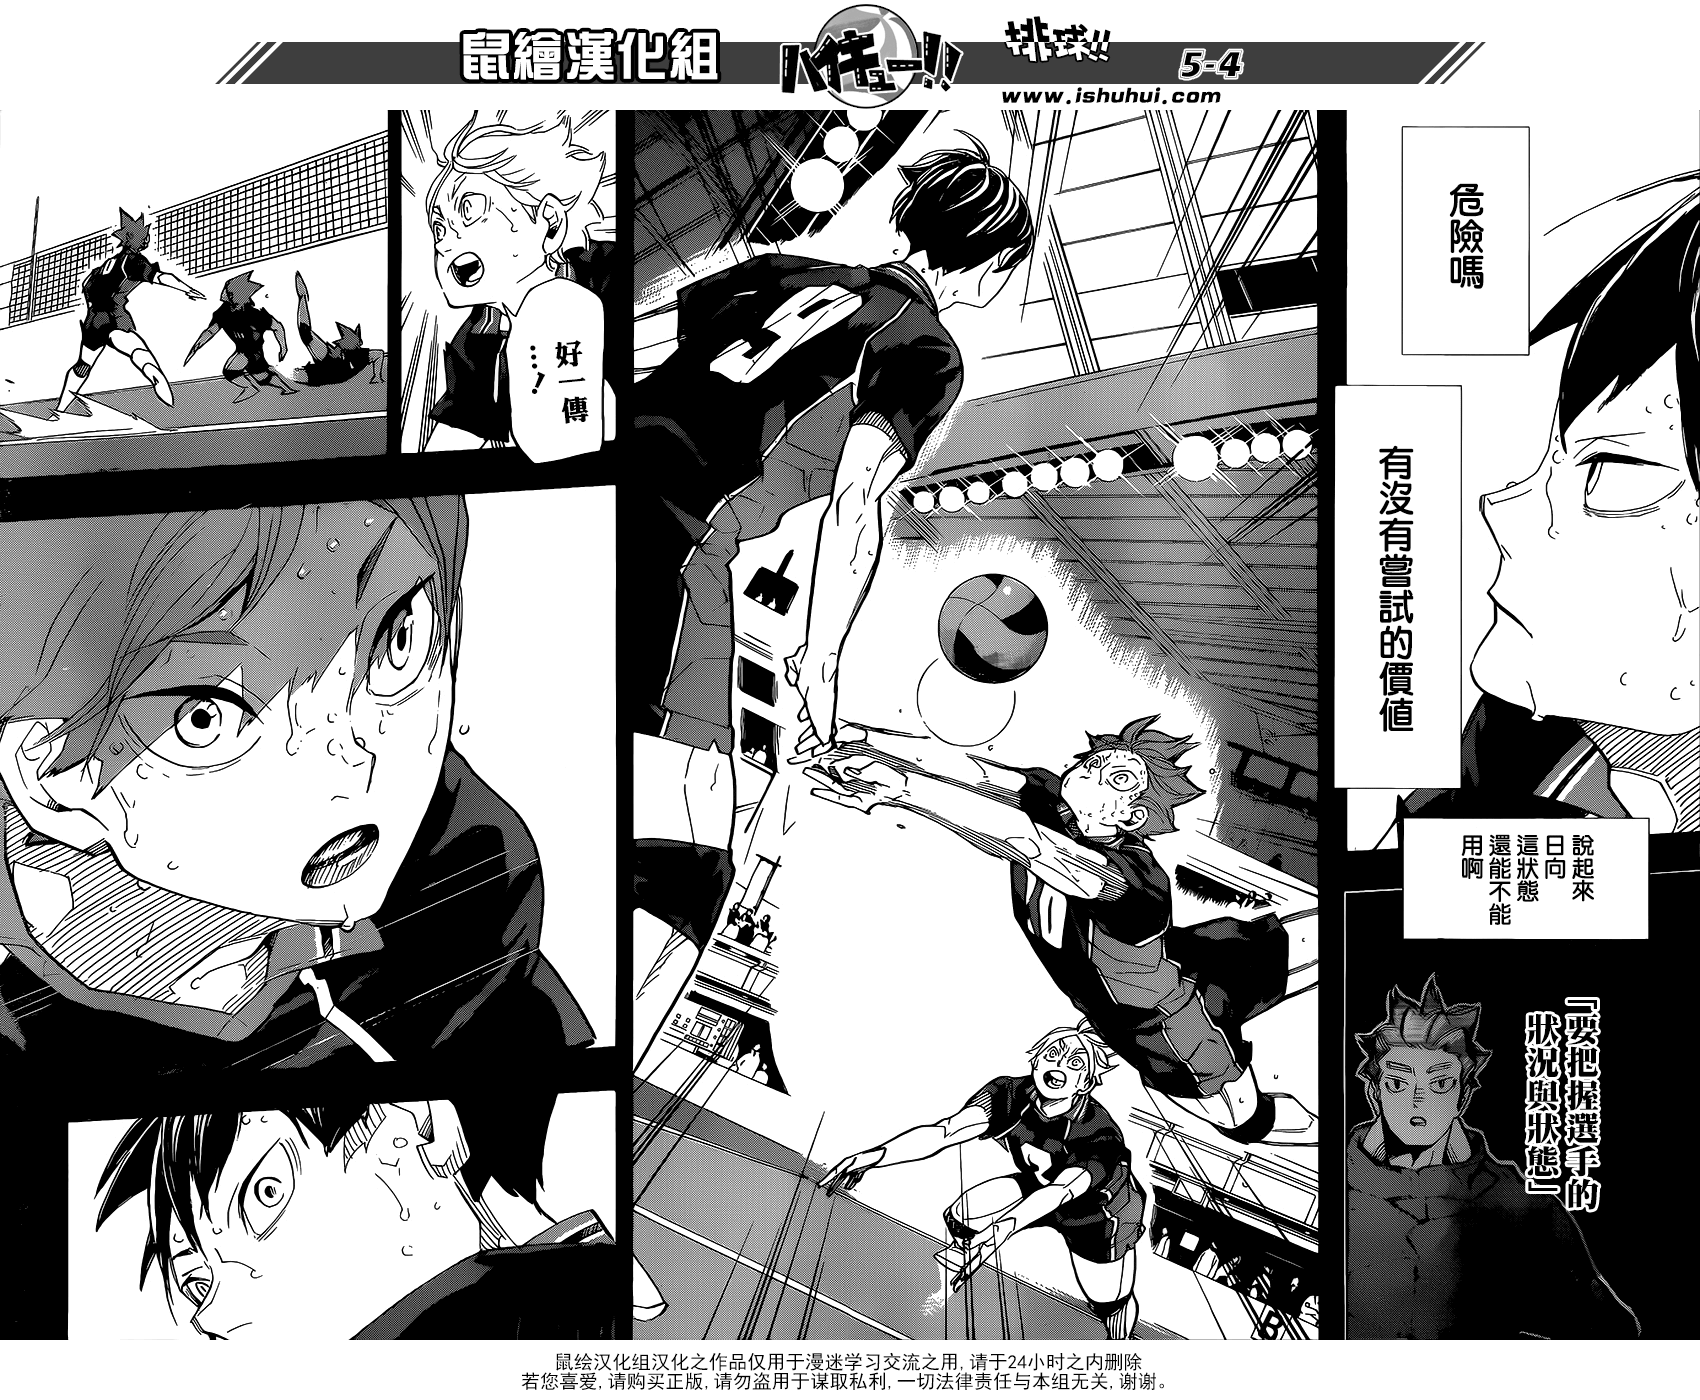 鼠繪漢化組
ハイキュー!!
排球!!
5-4
www.ishuhui.com
危險嗎
有沒有嘗試的價值
說起來
日向
這狀態
還能不能
用啊
「要把握選手的
狀況與狀態」
好一傳
…！
9
B
鼠绘汉化组汉化之作品仅用于漫迷学习交流之用,请于24小时之内删除
若您喜爱,请购买正版,请勿盗用于谋取私利,一切法律责任与本组无关,谢谢。